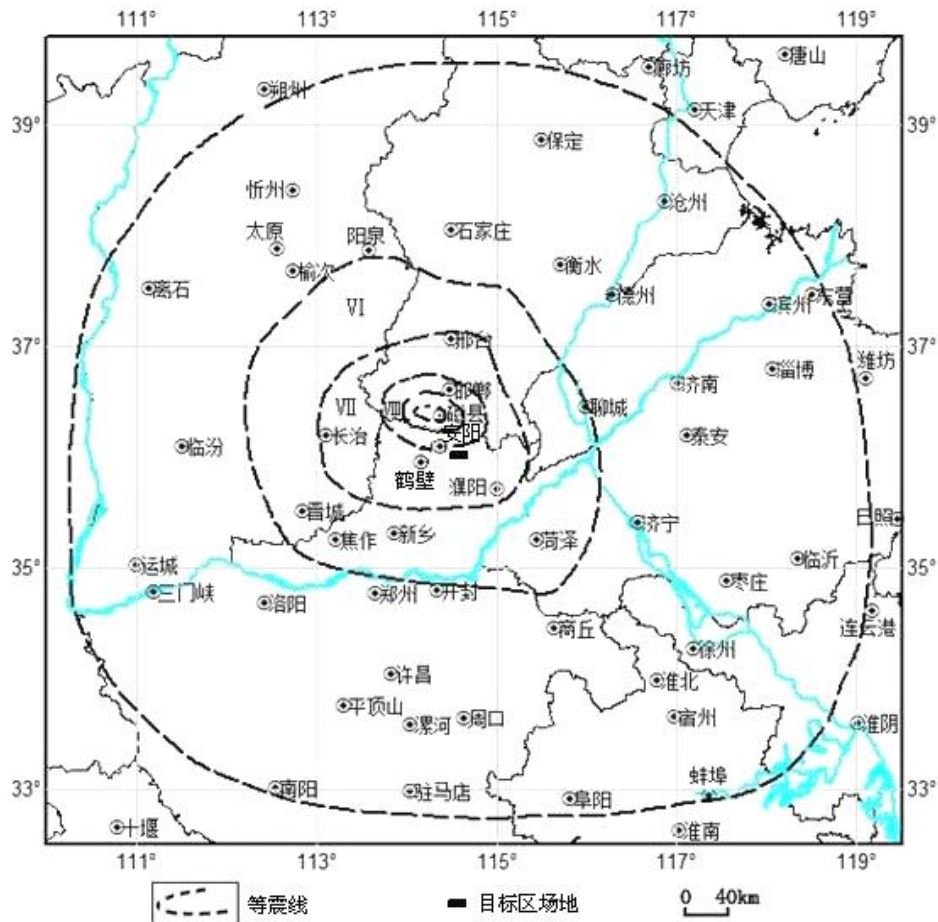 111° 113° 115° 117° 119°
唐山
廊坊
朔州
天津
39° 39°
保定
忻州
沧州
太原 阳泉 石家庄
榆次 衡水
离石 德州 滨州 东营
Ⅵ
37° 37°
邢台 潍坊
淄博
邯郸 济南
Ⅶ Ⅷ 磁县 聊城
长治 安阳 泰安
临汾
鹤壁
濮阳
晋城 济宁 日照
焦作 新乡 菏泽
35° 运城 临沂 35°
三门峡 郑州 开封 枣庄
洛阳 连云港
商丘
徐州
许昌 淮北
平顶山
漯河 周口 宿州 淮阴
33° 南阳 驻马店 蚌埠 33°
阜阳
十堰 淮南
111° 113° 115° 117° 119°
等震线 目标区场地 0 40km